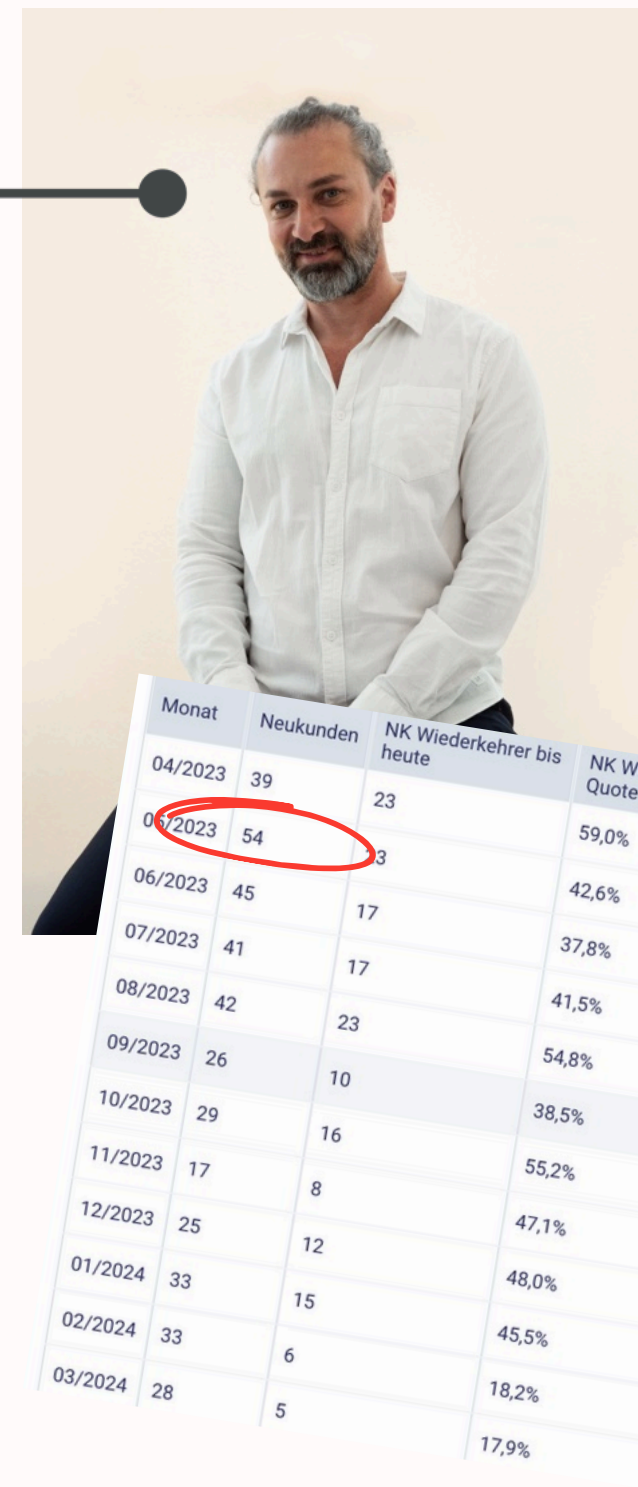 Monat Neukunden NK Wiederkehrer bis
heute NK W
Quote
04/2023 39 23 59,0%
05/2023 54 42,6%
06/2023 45 17 37,8%
07/2023 41 17 41,5%
08/2023 42 23 54,8%
09/2023 26 10 38,5%
10/2023 29 16 55,2%
11/2023 17 8 47,1%
12/2023 25 12 48,0%
01/2024 33 15 45,5%
02/2024 33 6 18,2%
03/2024 28 5 17,9%